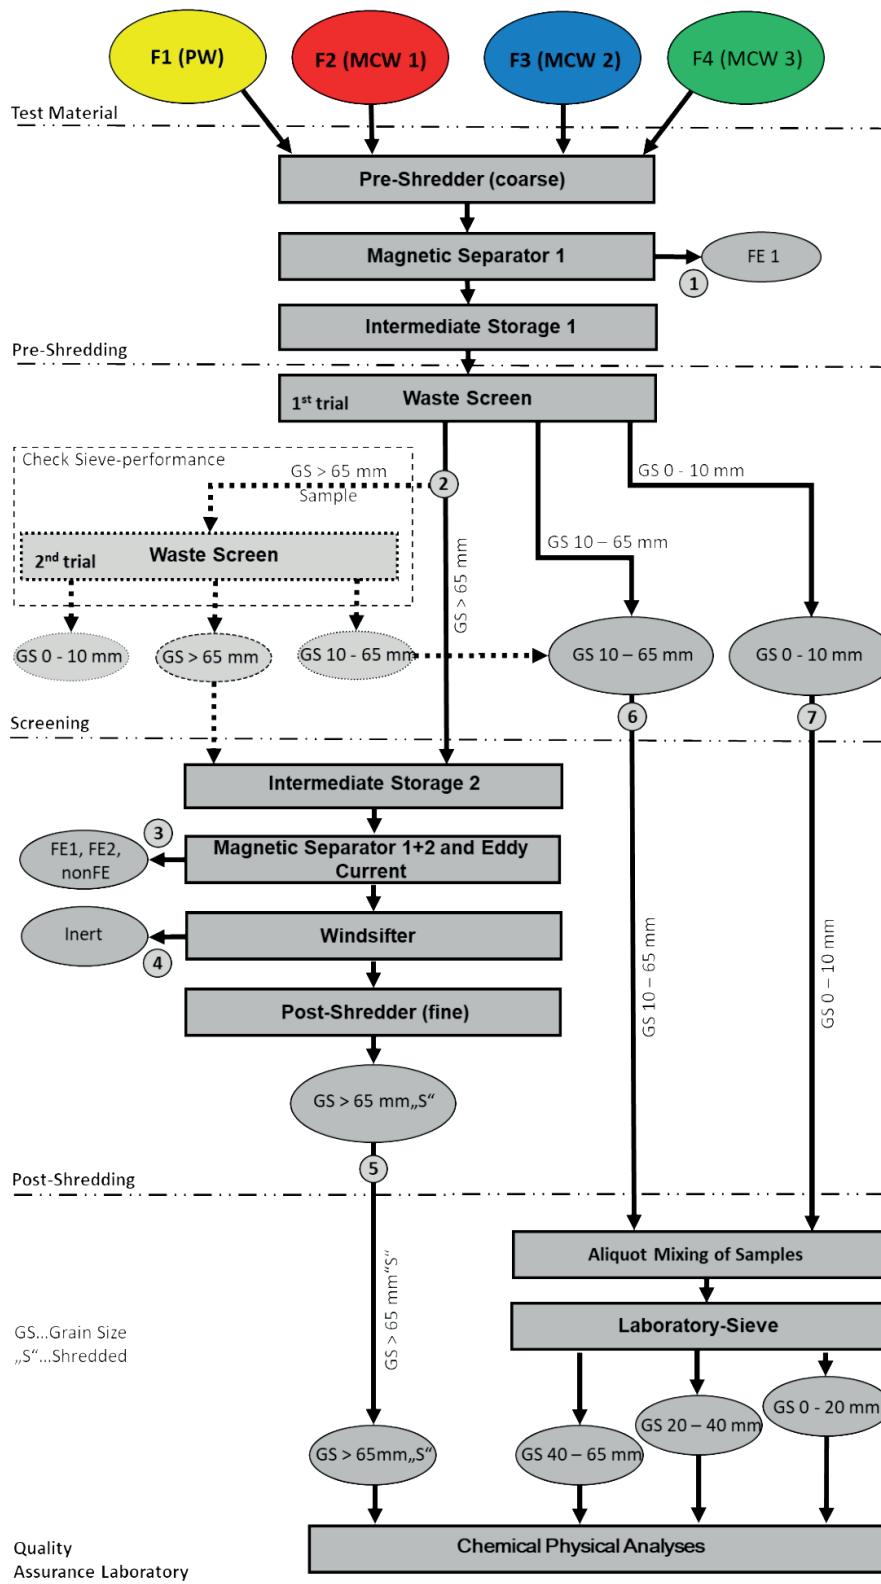 F1 (PW)
F2 (MCW 1)
F3 (MCW 2)
F4 (MCW 3)
Test Material
Pre-Shredder (coarse)
Magnetic Separator 1
FE 1
1
Intermediate Storage 1
Pre-Shredding
1st trial
Waste Screen
Check Sieve-performance
GS > 65 mm
Sample
2
GS 0 - 10 mm
GS 10 – 65 mm
GS > 65 mm
2nd trial
Waste Screen
GS 0 - 10 mm
GS > 65 mm
GS 10 - 65 mm
GS 10 – 65 mm
GS 0 - 10 mm
6
7
Screening
Intermediate Storage 2
3
FE1, FE2,
nonFE
Magnetic Separator 1+2 and Eddy
Current
Inert
4
Windsifter
GS 10 – 65 mm
GS 0 – 10 mm
Post-Shredder (fine)
GS > 65 mm„S“
5
Post-Shredding
GS > 65 mm“S“
Aliquot Mixing of Samples
Laboratory-Sieve
GS...Grain Size
„S“...Shredded
GS > 65mm„S“
GS 40 – 65 mm
GS 20 – 40 mm
GS 0 - 20 mm
Chemical Physical Analyses
Quality
Assurance Laboratory